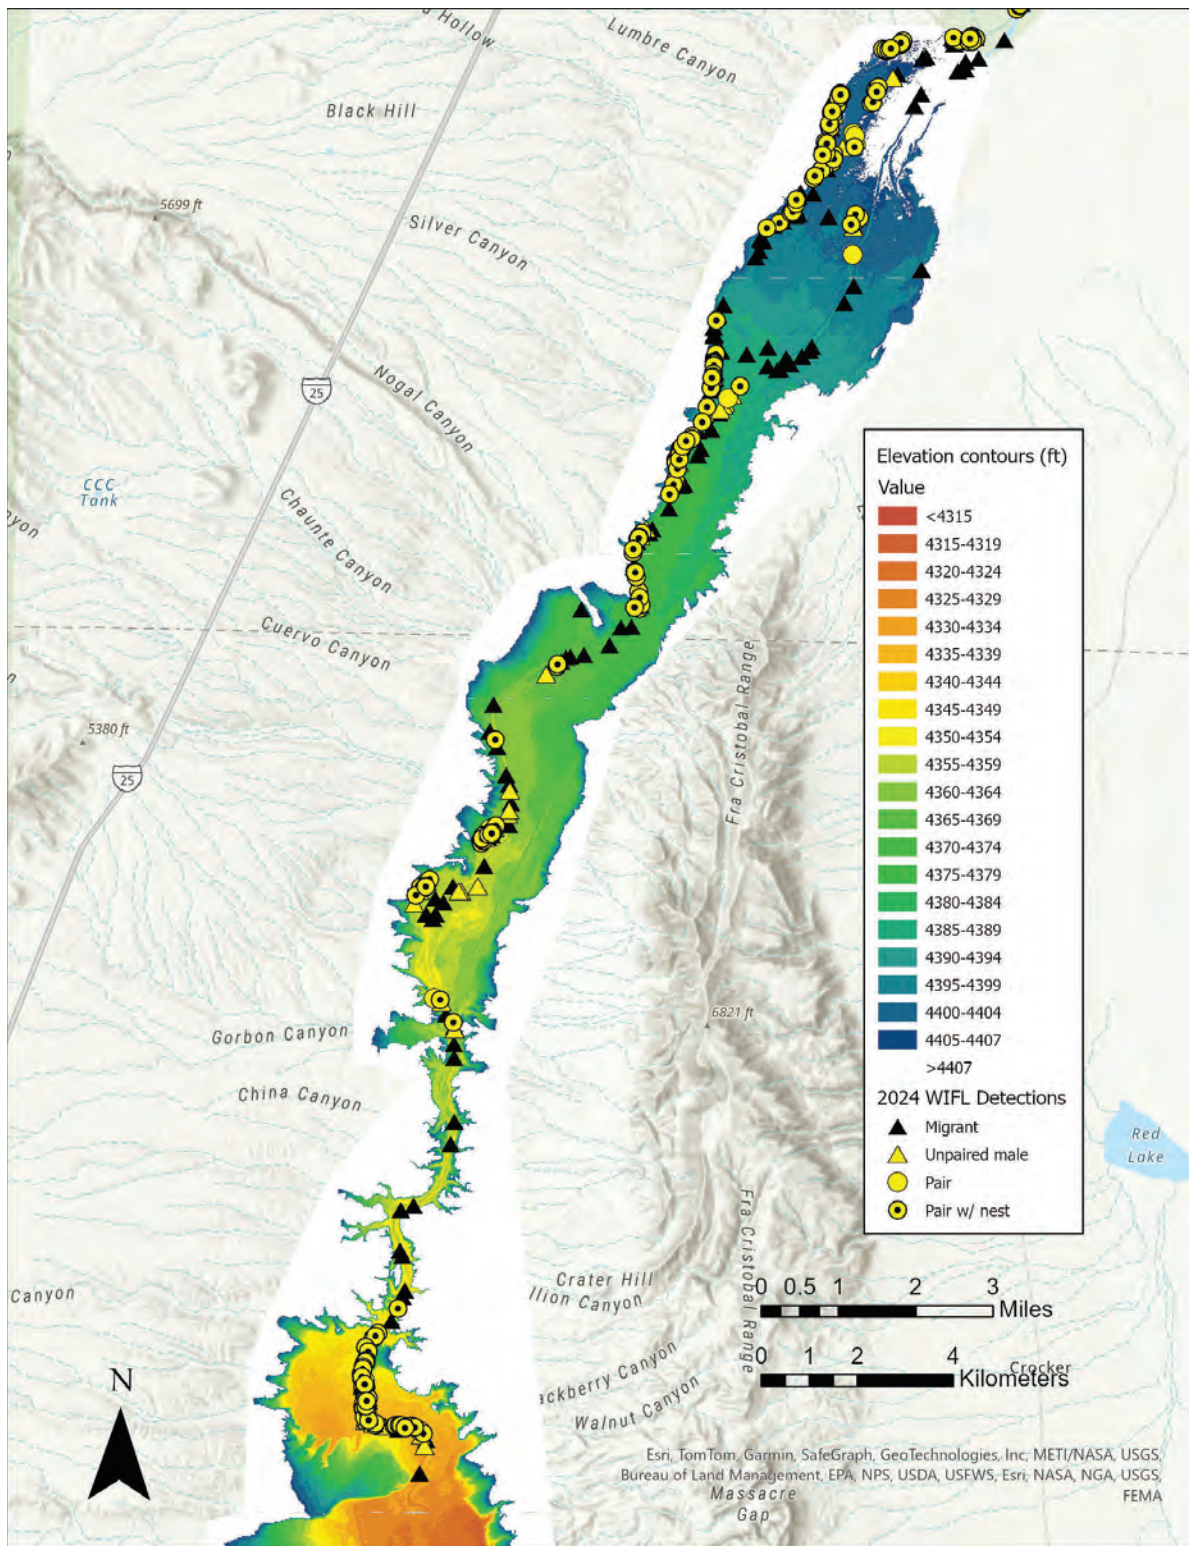 Hollow
Lumbre Canyon
Black Hill
5699 ft
Silver Canyon
25
Nogal Canyon
CCC
Tank
Chaunte Canyon
Cuervo Canyon
5380 ft
25
Fra Cristobal Range
6821 ft
Gorbon Canyon
China Canyon
Red
Lake
Fra Cristobal Range
Crater Hill
llion Canyon
Canyon
ackberry Canyon
Walnut Canyon
Crocker
Massacre
Gap
Elevation contours (ft)
Value
<4315
4315-4319
4320-4324
4325-4329
4330-4334
4335-4339
4340-4344
4345-4349
4350-4354
4355-4359
4360-4364
4365-4369
4370-4374
4375-4379
4380-4384
4385-4389
4390-4394
4395-4399
4400-4404
4405-4407
>4407
2024 WIFL Detections
Migrant
Unpaired male
Pair
Pair w/ nest
0 0.5 1 2 3
Miles
0 1 2 4
Kilometers
N
Esri, TomTom, Garmin, SafeGraph, GeoTechnologies, Inc, METI/NASA, USGS,
Bureau of Land Management, EPA, NPS, USDA, USFWS, Esri, NASA, NGA, USGS,
FEMA